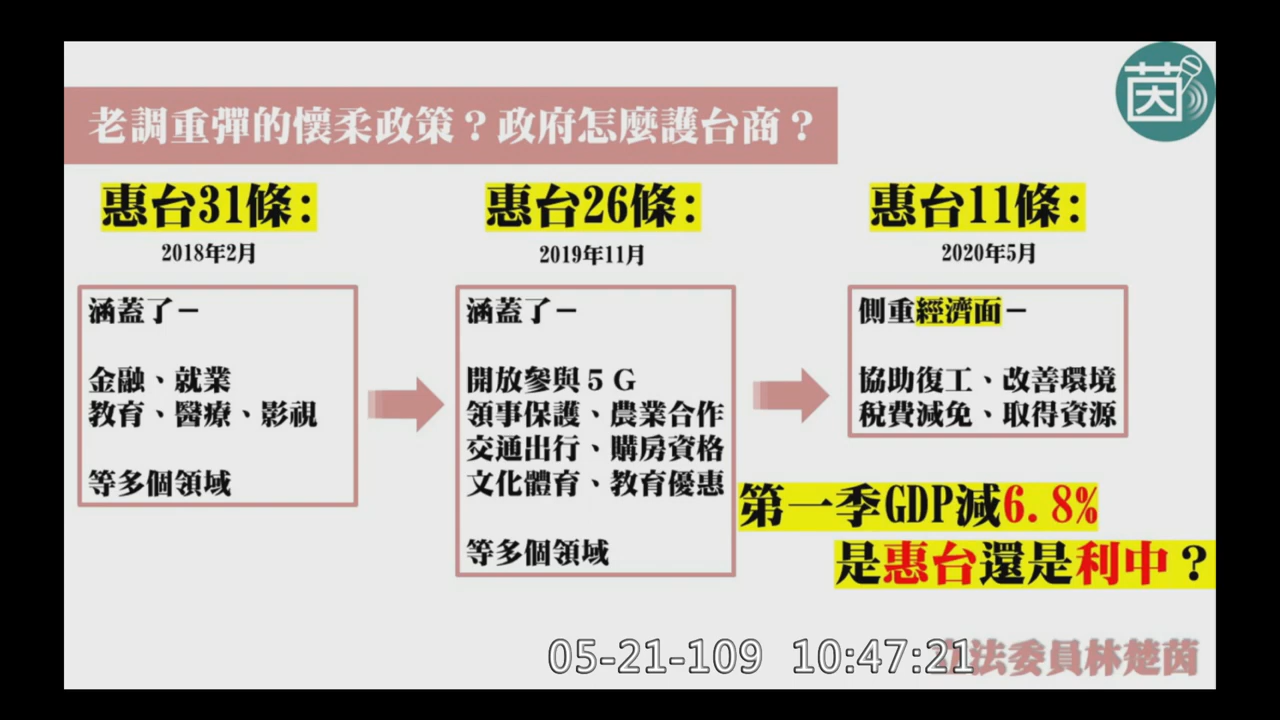 茵
老調重彈的懷柔政策？政府怎麼護台商？
惠台31條：
2018年2月
涵蓋了－
金融、就業
教育、醫療、影視
等多個領域
惠台26條：
2019年11月
涵蓋了－
開放參與５Ｇ
領事保護、農業合作
交通出行、購房資格
文化體育、教育優惠
等多個領域
惠台11條：
2020年5月
側重經濟面－
協助復工、改善環境
稅費減免、取得資源
第一季GDP減6.8%
是惠台還是利中？
05-21-109 10:47:21
法委員林楚茵